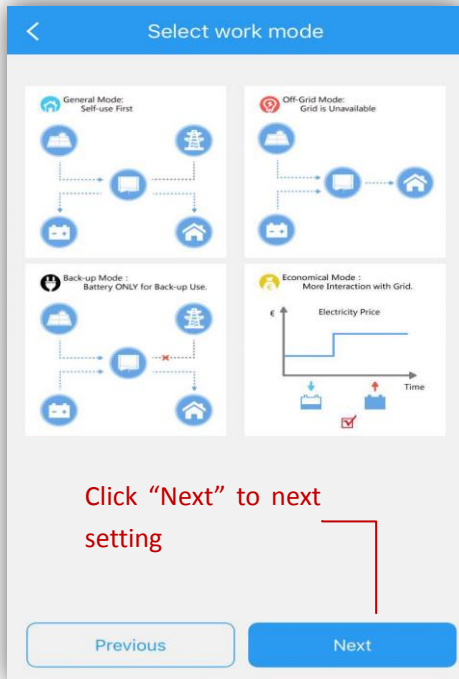 Select work mode
General Mode:
Self-use First
Off-Grid Mode:
Grid is Unavailable
Back-up Mode :
Battery ONLY for Back-up Use.
Economical Mode :
More Interaction with Grid.
€
Electricity Price
Time
Click “Next” to next
setting
Previous
Next